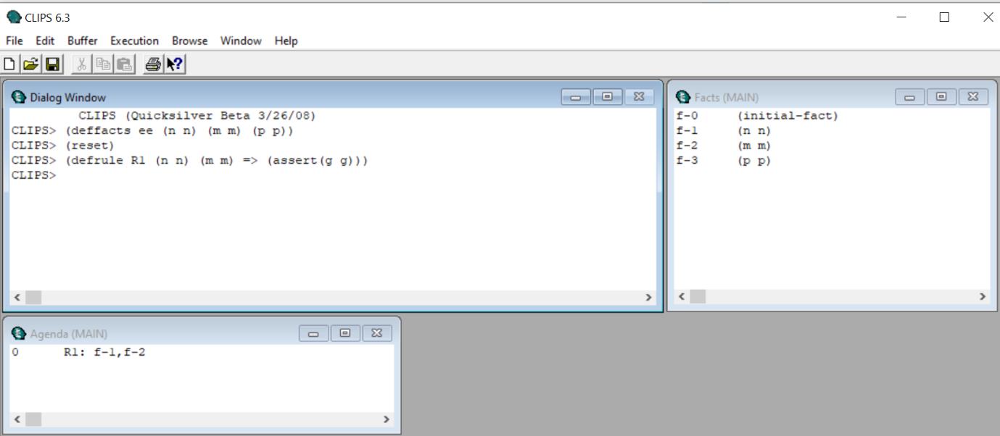 CLIPS 6.3
File Edit Buffer Execution Browse Window Help
Dialog Window
CLIPS (Quicksilver Beta 3/26/08)
CLIPS> (deffacts ee (n n) (m m) (p p))
CLIPS> (reset)
CLIPS> (defrule R1 (n n) (m m) => (assert(g g)))
CLIPS>
Facts (MAIN)
f-0 (initial-fact)
f-1 (n n)
f-2 (m m)
f-3 (p p)
Agenda (MAIN)
0 R1: f-1,f-2